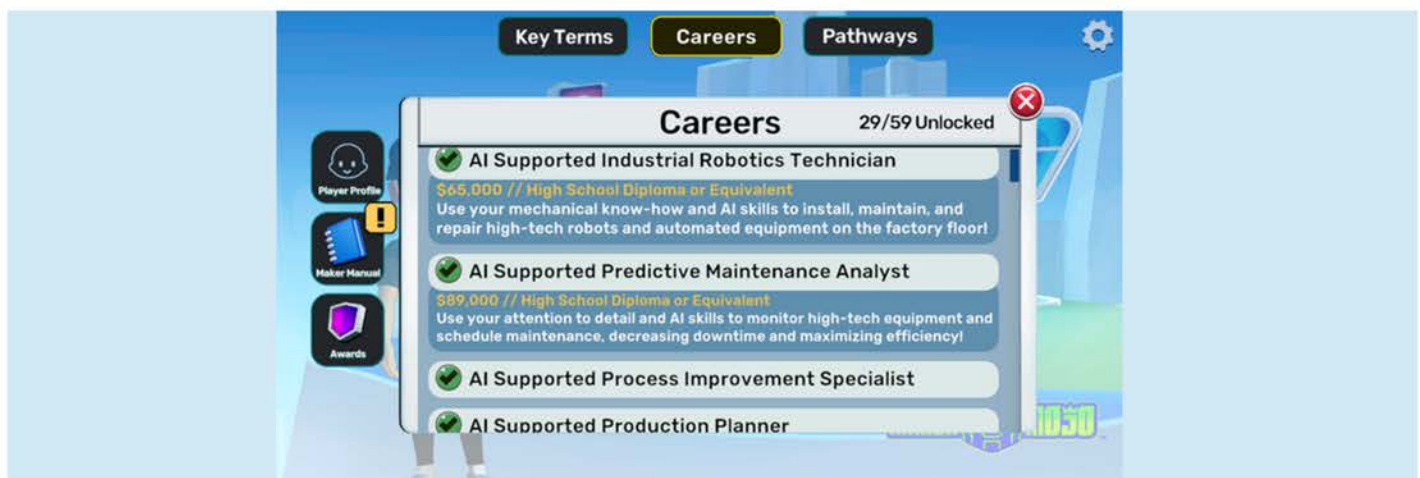 Key Terms
Careers
Pathways
Careers
29/59 Unlocked
AI Supported Industrial Robotics Technician
$65,000 // High School Diploma or Equivalent
Use your mechanical know-how and AI skills to install, maintain, and
repair high-tech robots and automated equipment on the factory floor!
AI Supported Predictive Maintenance Analyst
$89,000 // High School Diploma or Equivalent
Use your attention to detail and AI skills to monitor high-tech equipment and
schedule maintenance, decreasing downtime and maximizing efficiency!
AI Supported Process Improvement Specialist
AI Supported Production Planner
Player Profile
!
Maker Manual
Awards